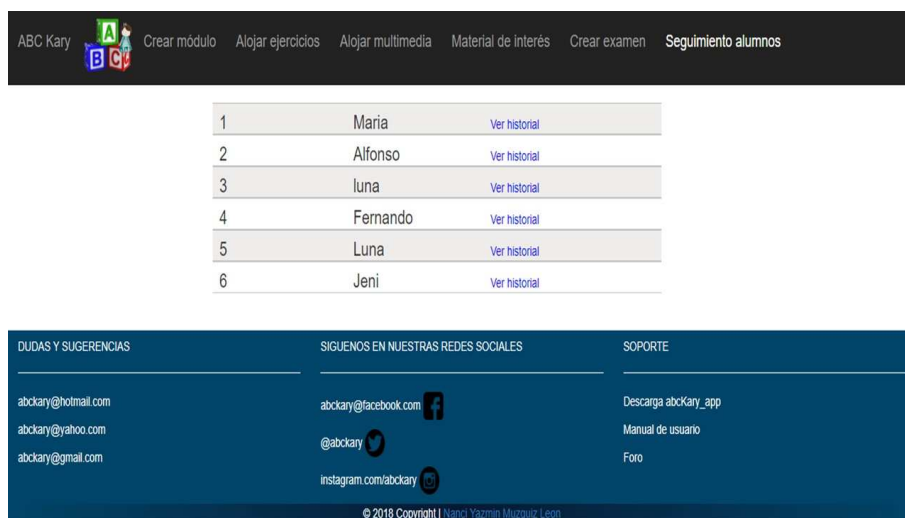 ABC Kary A B C Crear módulo Alojar ejercicios Alojar multimedia Material de interés Crear examen Seguimiento alumnos
1 Maria Ver historial
2 Alfonso Ver historial
3 luna Ver historial
4 Fernando Ver historial
5 Luna Ver historial
6 Jeni Ver historial
DUDAS Y SUGERENCIAS
abckary@hotmail.com
abckary@yahoo.com
abckary@gmail.com
SIGUENOS EN NUESTRAS REDES SOCIALES
abckary@facebook.com
@abckary
instagram.com/abckary
SOPORTE
Descarga abcKary_app
Manual de usuario
Foro
© 2018 Copyright | Nanci Yazmin Muzquiz Leon